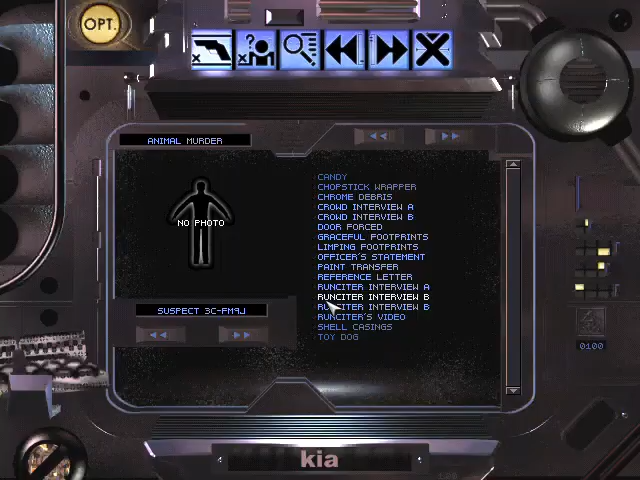 OPT.
ANIMAL MURDER
NO PHOTO
SUSPECT 3C-FM9J
CANDY
CHOPSTICK WRAPPER
CHROME DEBRIS
CROWD INTERVIEW A
CROWD INTERVIEW B
DOOR FORCED
GRACEFUL FOOTPRINTS
LIMPING FOOTPRINTS
OFFICER'S STATEMENT
PAINT TRANSFER
REFERENCE LETTER
RUNCITER INTERVIEW A
RUNCITER INTERVIEW B
RUNCITER INTERVIEW B
RUNCITER'S VIDEO
SHELL CASINGS
TOY DOG
0100
kia